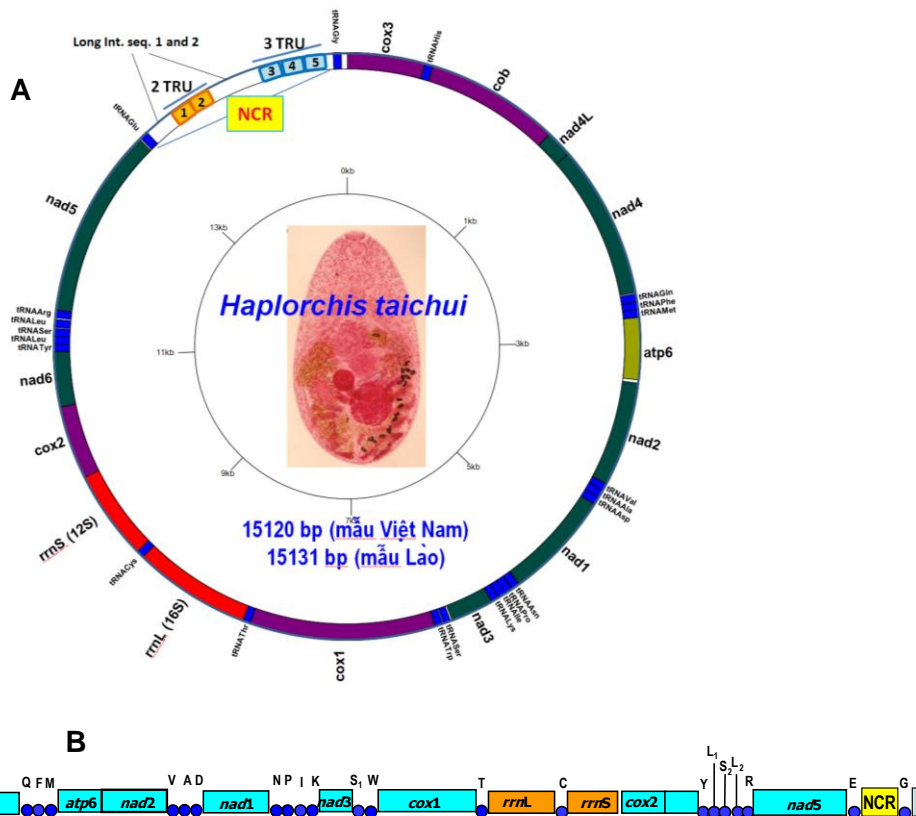 A
Long Int. seq. 1 and 2
2 TRU
3 TRU
1 2
3 4 5
NCR
tRNAGlu
tRNAGly
cox3
tRNAHis
cob
nad4L
nad4
tRNAGln
tRNAPhe
tRNAMet
atp6
nad2
tRNAVal
tRNAAla
tRNAAsp
nad1
tRNAAsn
tRNAPro
tRNAIle
tRNALys
nad3
tRNASer
tRNATrp
cox1
tRNAThr
rrnL (16S)
tRNACys
rrnS (12S)
cox2
nad6
tRNATyr
tRNALeu
tRNASer
tRNALeu
tRNAArg
nad5
0kb
1kb
3kb
5kb
9kb
11kb
13kb
Haplorchis taichui
15120 bp (mẫu Việt Nam)
15131 bp (mẫu Lào)
B
Q F M V A D N P I K S1 W T C Y L1 S2 L2 R E G
atp6 nad2 nad1 nad3 cox1 rrnL rrnS cox2 nad5 NCR